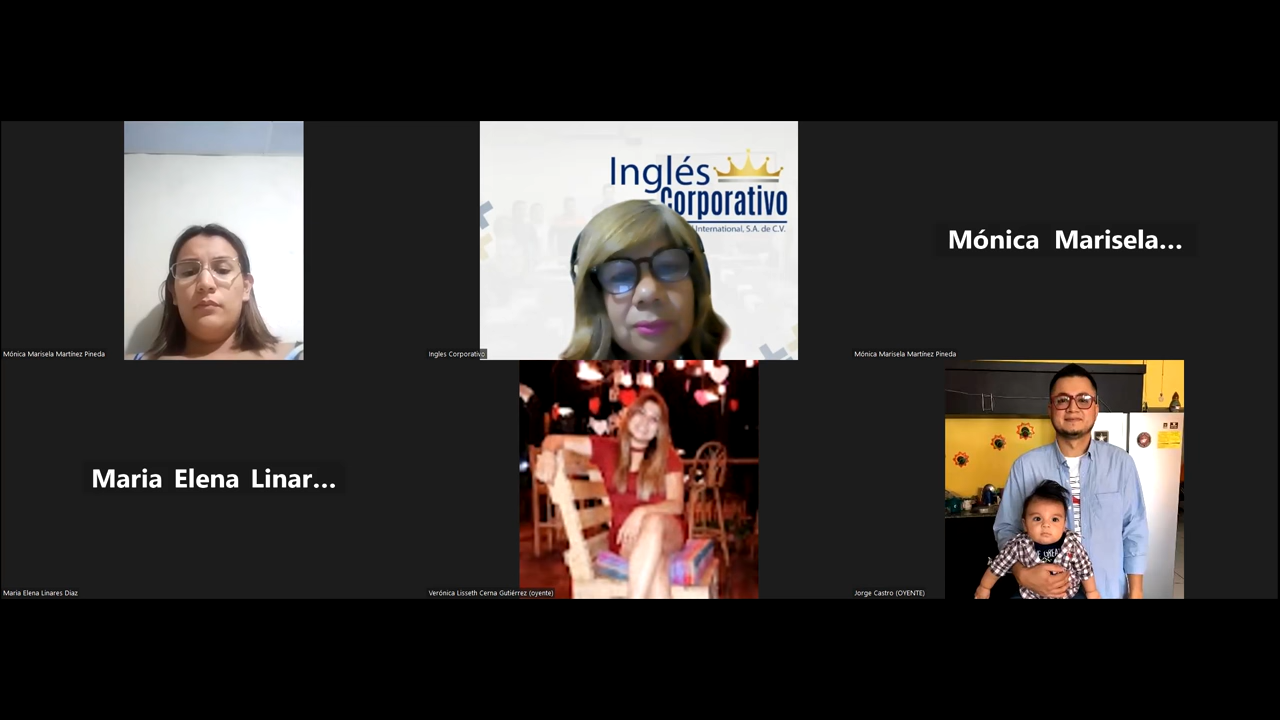 Inglés
Corporativo
International, S.A. de C.V.
Mónica Marisela...
Mónica Marisela Martínez Pineda
Ingles Corporativo
Mónica Marisela Martínez Pineda
Maria Elena Linar...
Maria Elena Linares Diaz
Verónica Lisseth Cerna Gutiérrez (oyente)
Jorge Castro (OYENTE)